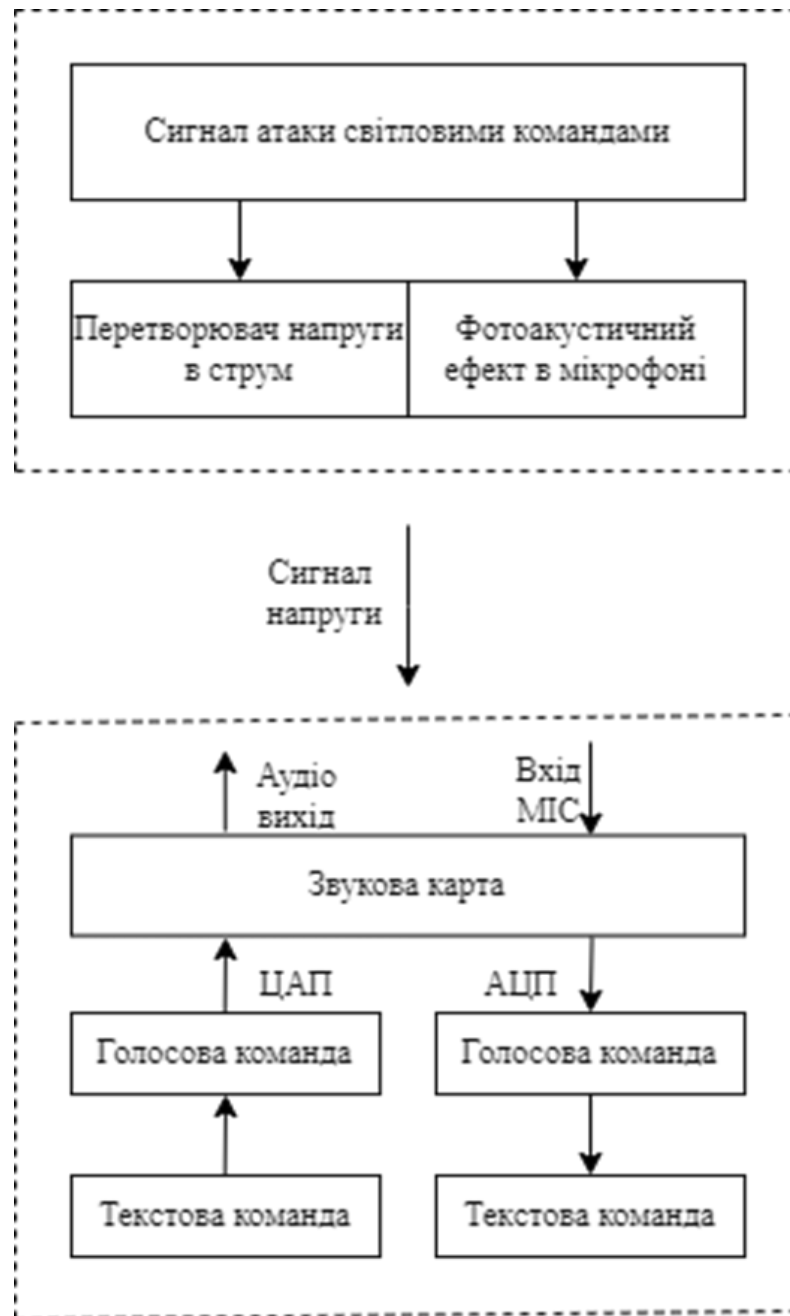 Сигнал атаки світловими командами
Перетворювач напруги
в струм
Фотоакустичний
ефект в мікрофоні
Сигнал
напруги
Аудіо
вихід
Вхід
МІС
Звукова карта
ЦАП
АЦП
Голосова команда
Голосова команда
Текстова команда
Текстова команда